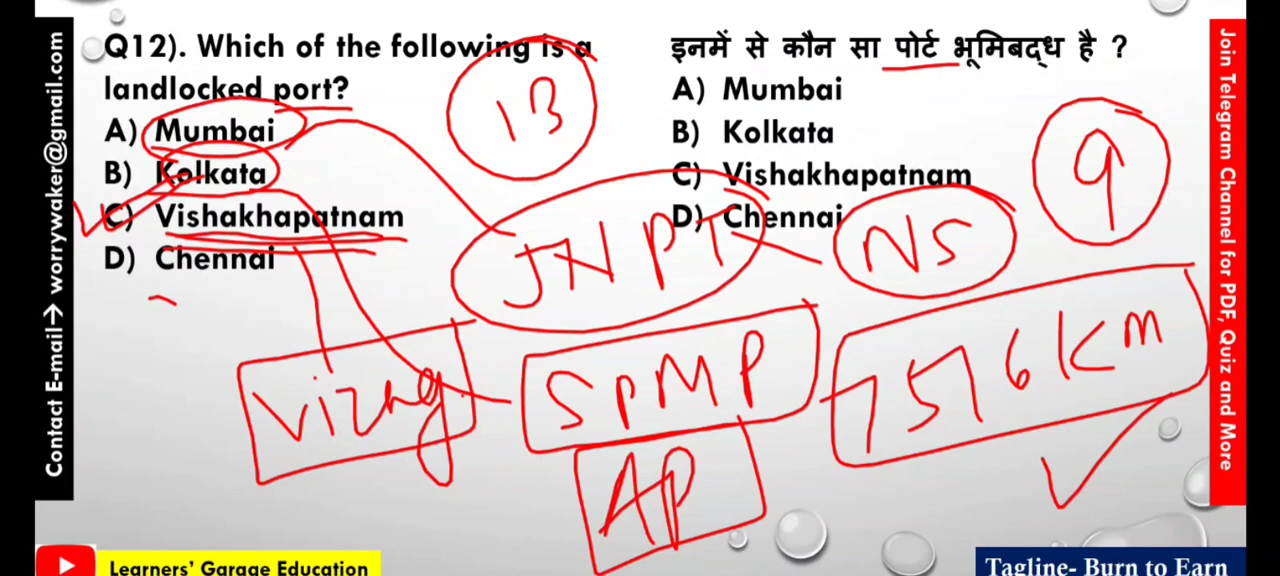 Q12). Which of the following is a
landlocked port?
A) Mumbai
B) Kolkata
C) Vishakhapatnam
D) Chennai
इनमें से कौन सा पोर्ट भूमिबद्ध है ?
A) Mumbai
B) Kolkata
C) Vishakhapatnam
D) Chennai
13
9
JNPT
NS
Vizag
SPMP
7516 km
AP
Contact E-mail→ worrywaker@gmail.com
Join Telegram Channel for PDF, Quiz and More
Learners' Garage Education
Tagline- Burn to Earn